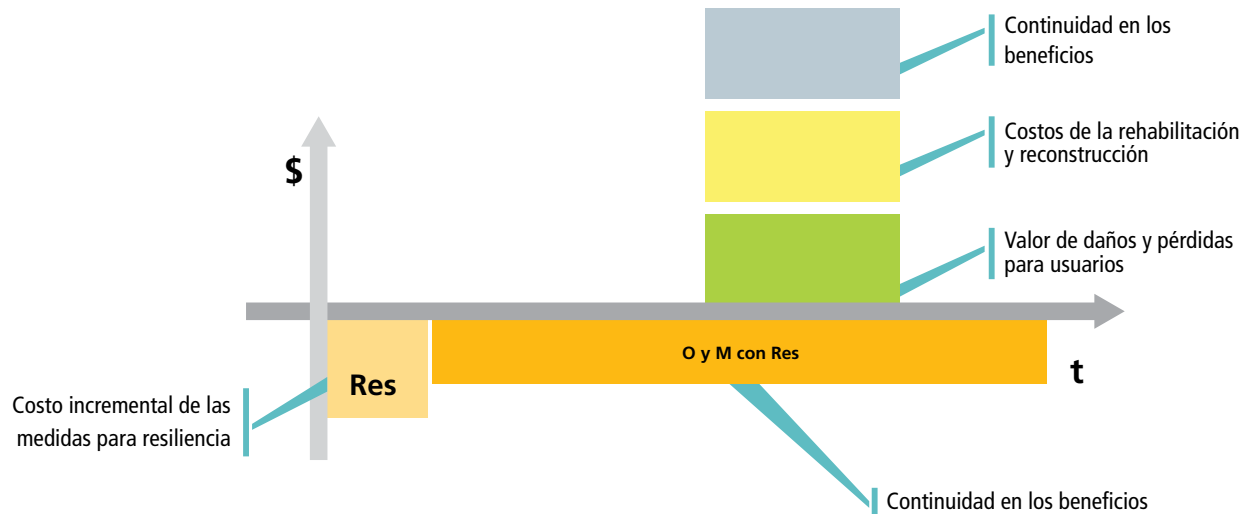 Continuidad en los
beneficios
Costos de la rehabilitación
y reconstrucción
$
Valor de daños y pérdidas
para usuarios
O y M con Res
t
Res
Costo incremental de las
medidas para resiliencia
Continuidad en los beneficios